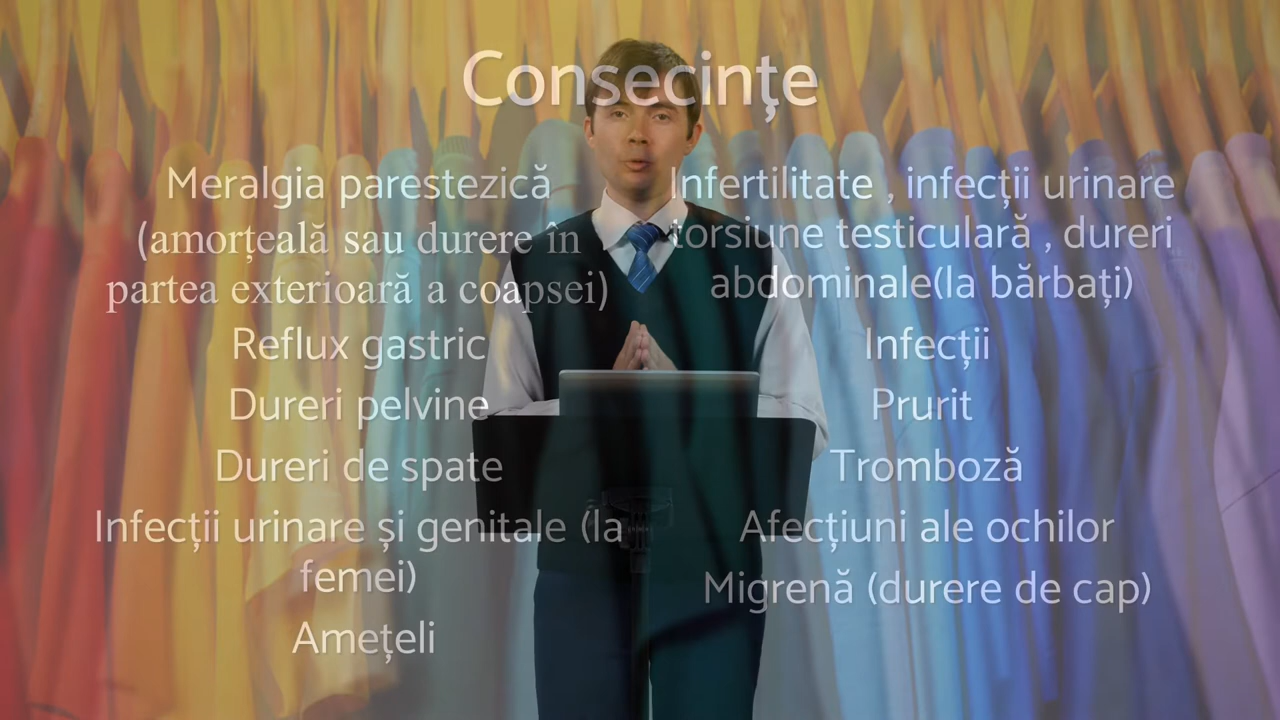 Consecințe
Meralgia parestezică
(amorțeală sau durere în
partea exterioară a coapsei)
Reflux gastric
Dureri pelvine
Dureri de spate
Infecții urinare și genitale (la
femei)
Amețeli
Infertilitate , infecții urinare
torsiune testiculară , dureri
abdominale(la bărbați)
Infecții
Prurit
Tromboză
Afecțiuni ale ochilor
Migrenă (durere de cap)